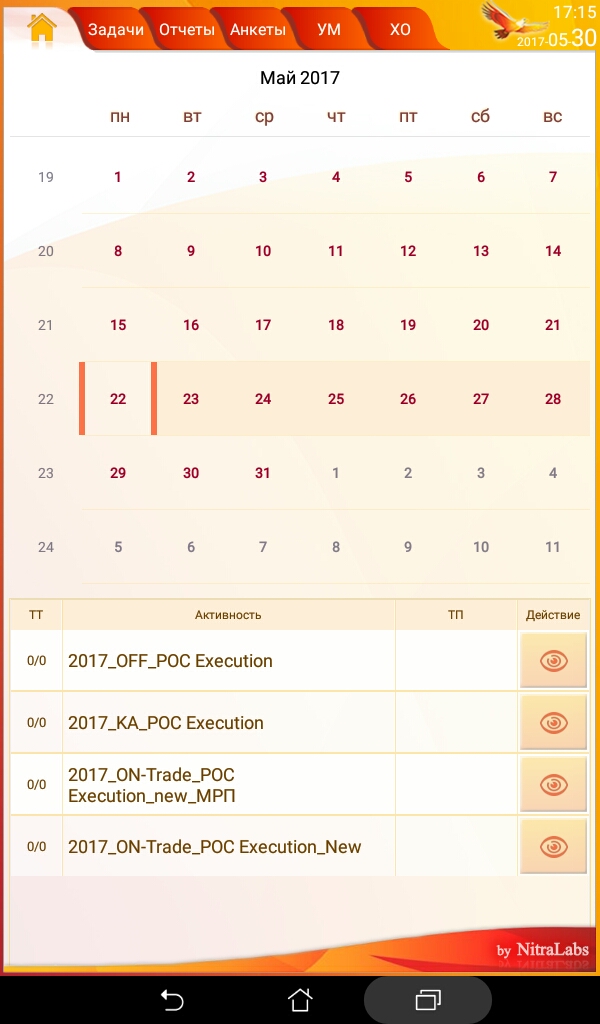 17:15
Задачи Отчеты Анкеты УМ ХО
2017-05-30
Май 2017
пн вт ср чт пт сб вс
19 1 2 3 4 5 6 7
20 8 9 10 11 12 13 14
21 15 16 17 18 19 20 21
22 22 23 24 25 26 27 28
23 29 30 31 1 2 3 4
24 5 6 7 8 9 10 11
ТТ Активность ТП Действие
0/0 2017_OFF_POC Execution
0/0 2017_KA_POC Execution
0/0 2017_ON-Trade_POC
Execution_new_МРП
0/0 2017_ON-Trade_POC Execution_New
by NitraLabs